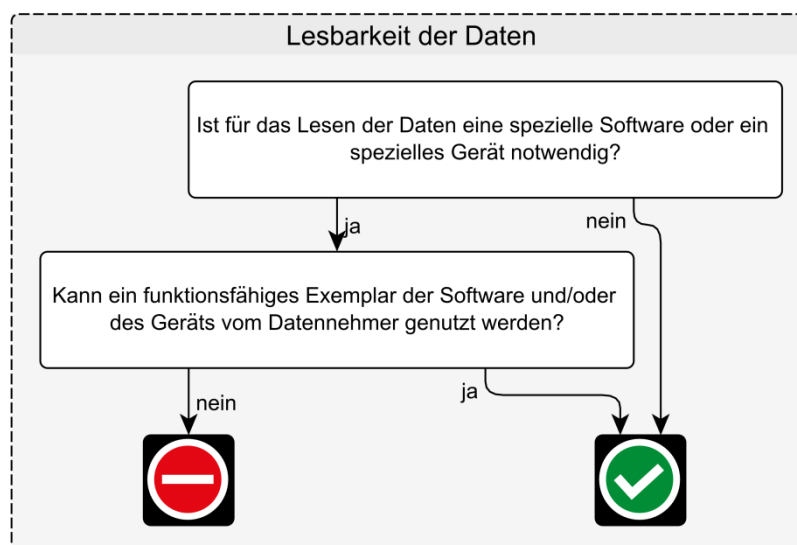 Lesbarkeit der Daten
Ist für das Lesen der Daten eine spezielle Software oder ein
spezielles Gerät notwendig?
ja
nein
Kann ein funktionsfähiges Exemplar der Software und/oder
des Geräts vom Datennehmer genutzt werden?
nein
ja